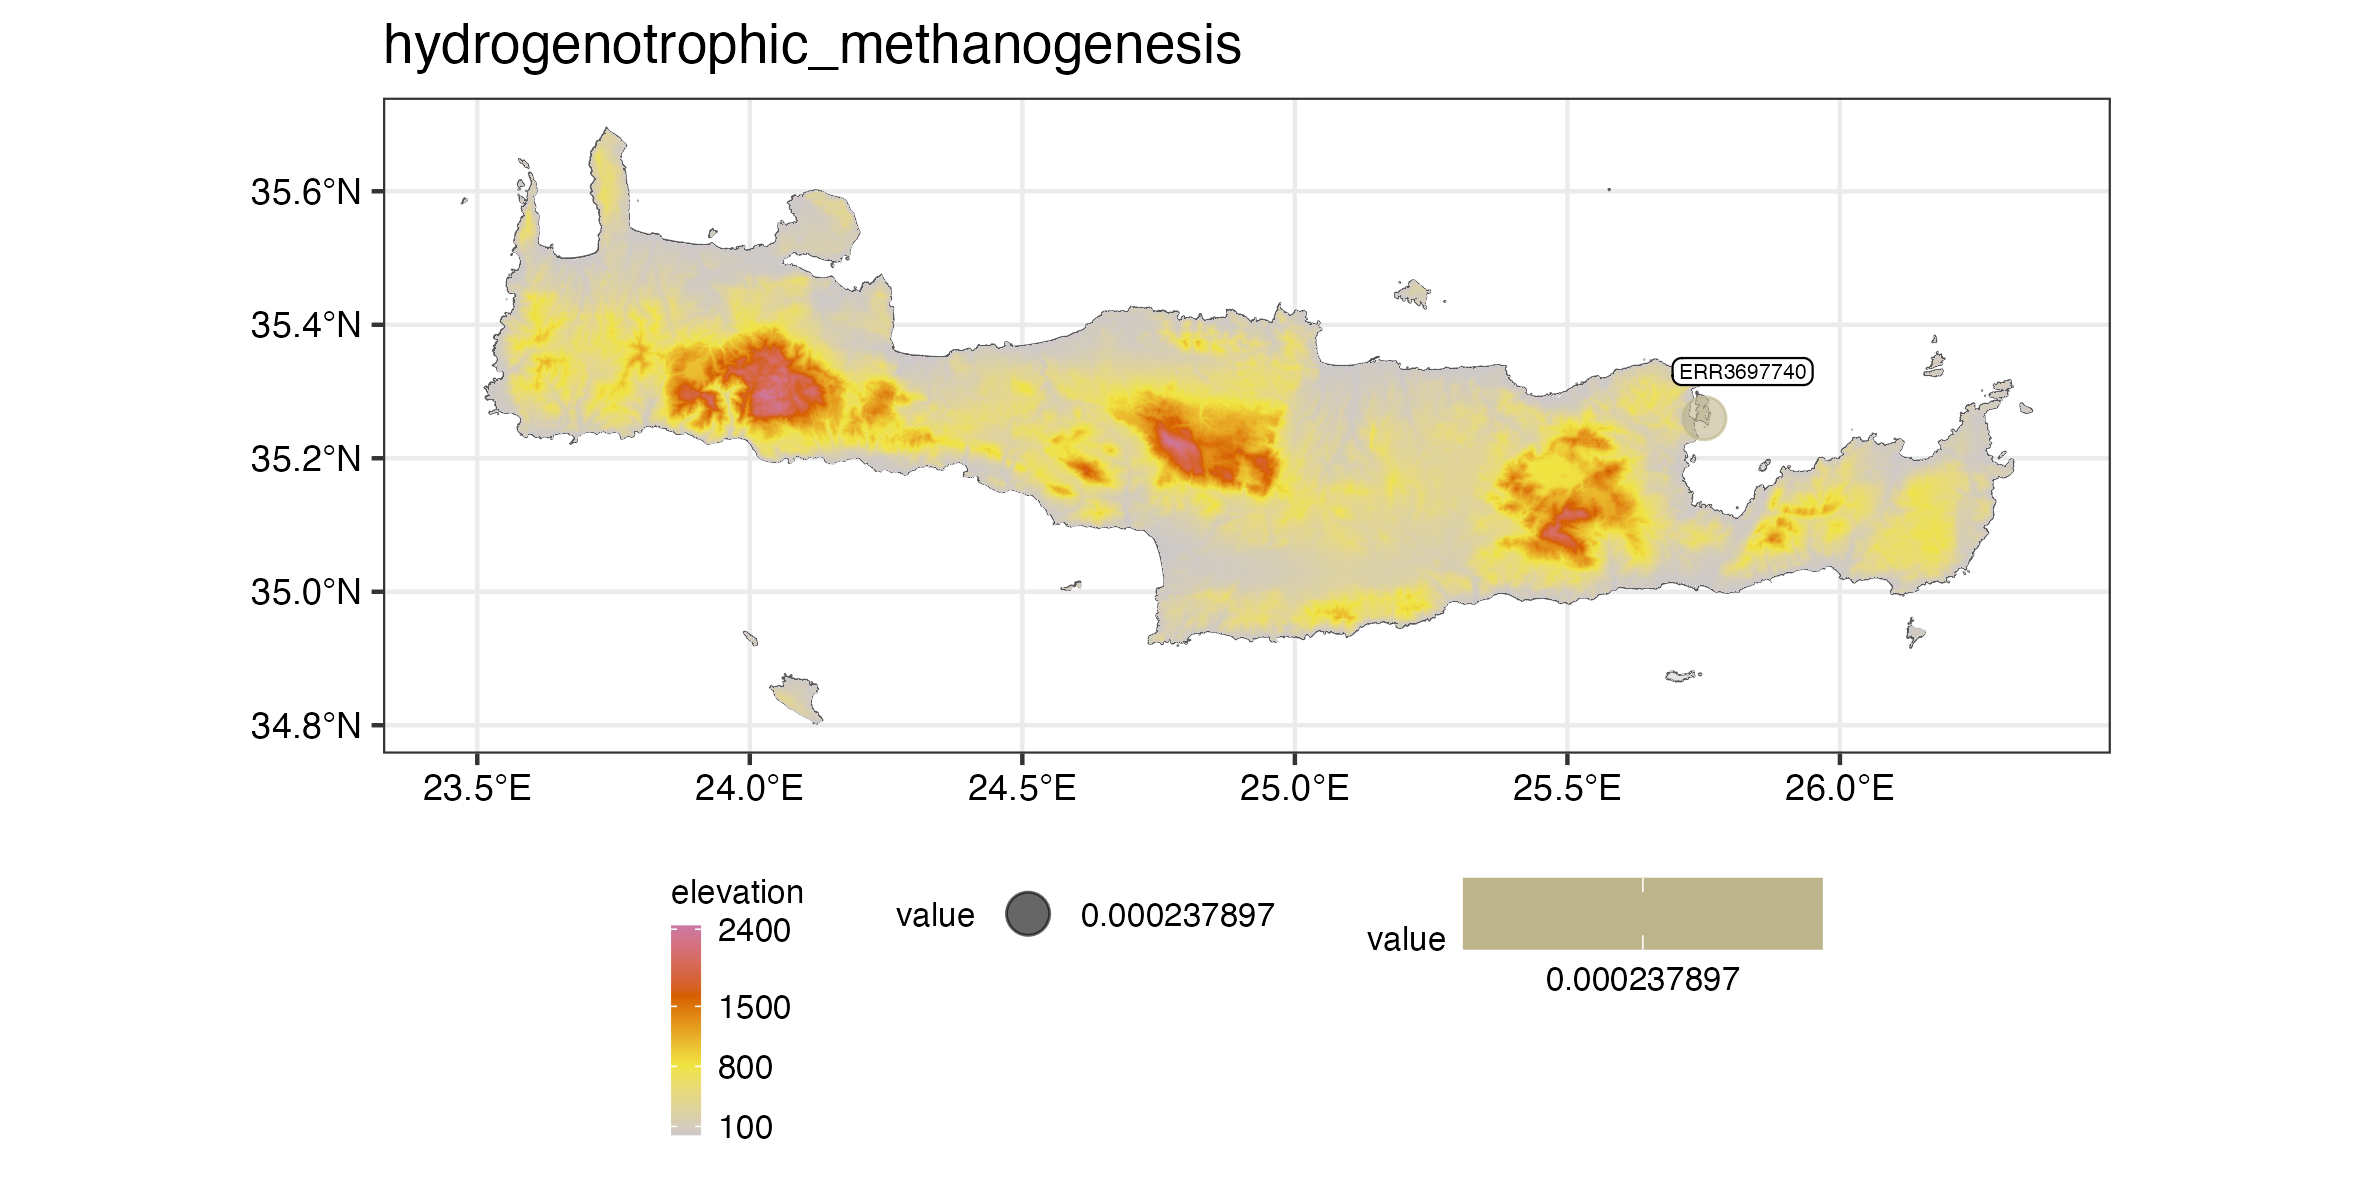 hydrogenotrophic_methanogenesis
35.6°N
35.4°N
35.2°N
35.0°N
34.8°N
ERR3697740
23.5°E
24.0°E
24.5°E
25.0°E
25.5°E
26.0°E
elevation
2400
1500
800
100
value
0.000237897
value
0.000237897